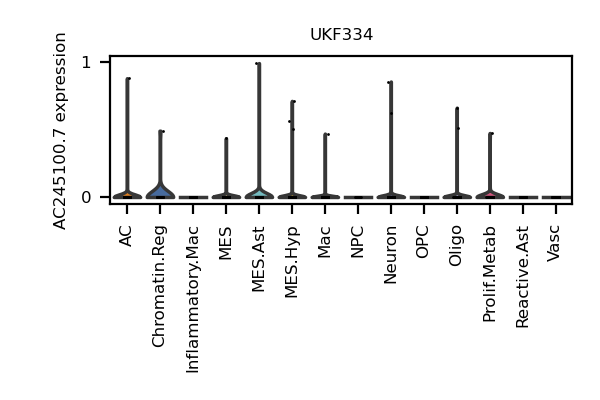 UKF334
AC245100.7 expression
1
0
AC
Chromatin.Reg
Inflammatory.Mac
MES
MES.Ast
MES.Hyp
Mac
NPC
Neuron
OPC
Oligo
Prolif.Metab
Reactive.Ast
Vasc